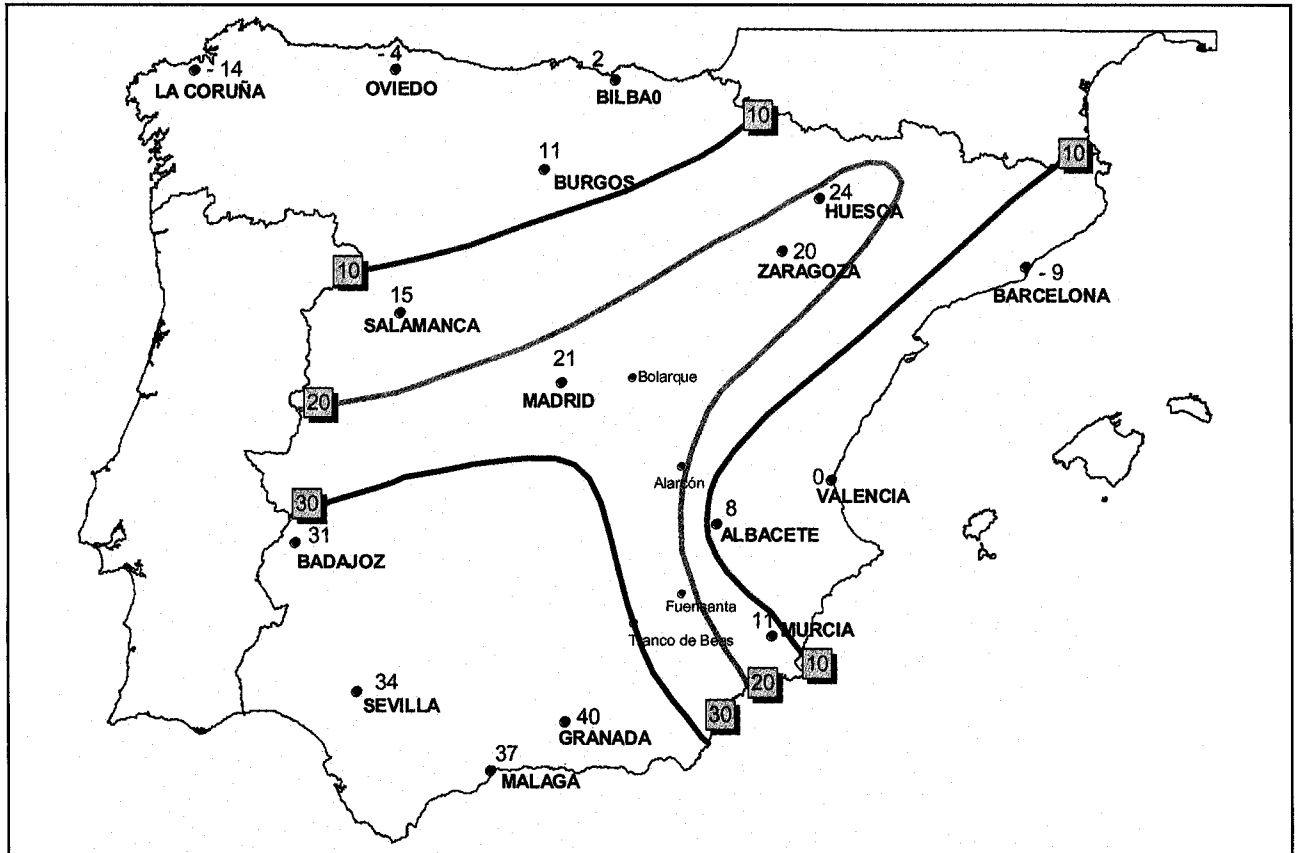 - 14
LA CORUÑA
- 4
OVIEDO
2
BILBA0
10
10
11
BURGOS
24
HUESCA
20
ZARAGOZA
10
- 9
BARCELONA
15
SALAMANCA
21
MADRID
Bolarque
20
Alarcón
0
VALENCIA
30
8
ALBACETE
31
BADAJOZ
Fuensanta
11
MURCIA
Tranco de Beas
10
20
34
SEVILLA
30
40
GRANADA
37
MALAGA